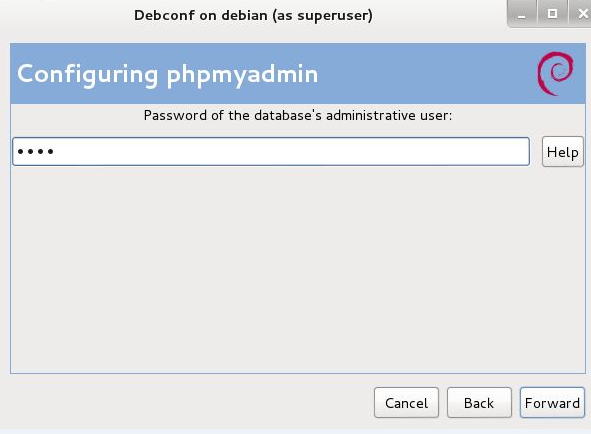 Debconf on debian (as superuser)
Configuring phpmyadmin
Password of the database's administrative user:
••••
Help
Cancel
Back
Forward